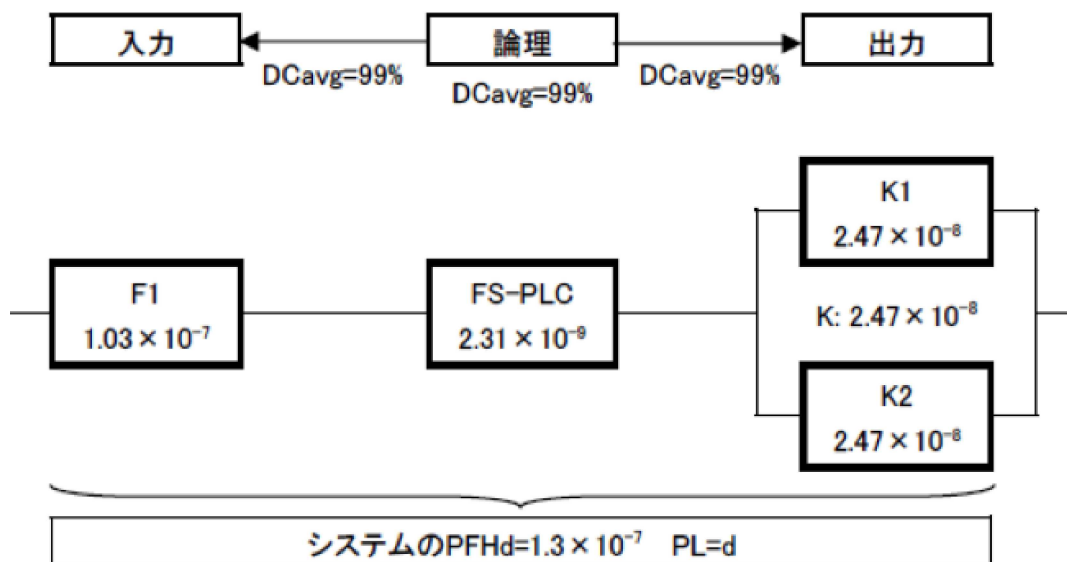 入力
論理
出力
DCavg=99%
DCavg=99%
DCavg=99%
K1
2.47×10⁻⁸
F1
1.03×10⁻⁷
FS-PLC
2.31×10⁻⁹
K: 2.47×10⁻⁸
K2
2.47×10⁻⁸
システムのPFHd=1.3×10⁻⁷ PL=d